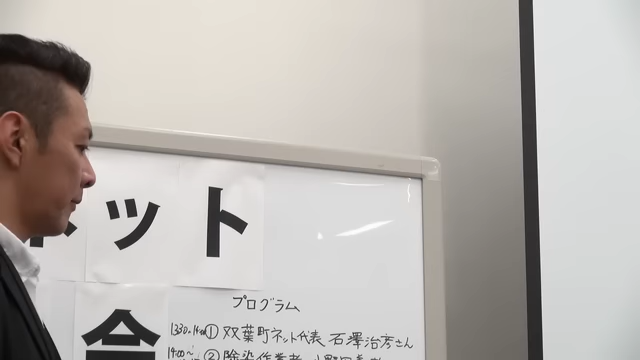 ネット
会
プログラム
13:30〜14:00 ① 双葉町ネット代表 石澤治彦さん
14:00〜 ② 除染作業者